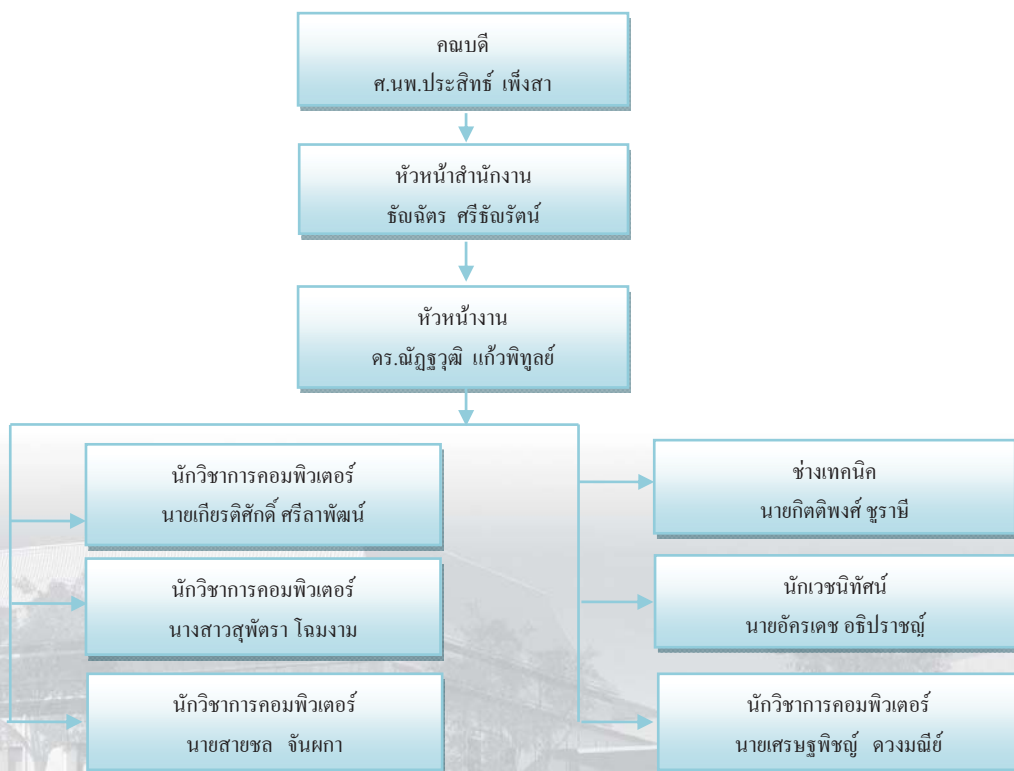 คณบดี
ศ.นพ.ประสิทธ์ เพ็งสา
หัวหน้าสำนักงาน
ธัญฉัตร ศรีธัญรัตน์
หัวหน้างาน
ดร.ณัฏฐวุฒิ แก้วพิทูลย์
นักวิชาการคอมพิวเตอร์
นายเกียรติศักดิ์ ศรีลาพัฒน์
นักวิชาการคอมพิวเตอร์
นางสาวสุพัตรา โฉมงาม
นักวิชาการคอมพิวเตอร์
นายสายชล จันผกา
ช่างเทคนิค
นายกิตติพงศ์ ชูราษี
นักเวชนิทัศน์
นายอัครเดช อธิปราชญ์
นักวิชาการคอมพิวเตอร์
นายเศรษฐพิชญ์ ดวงมณีย์